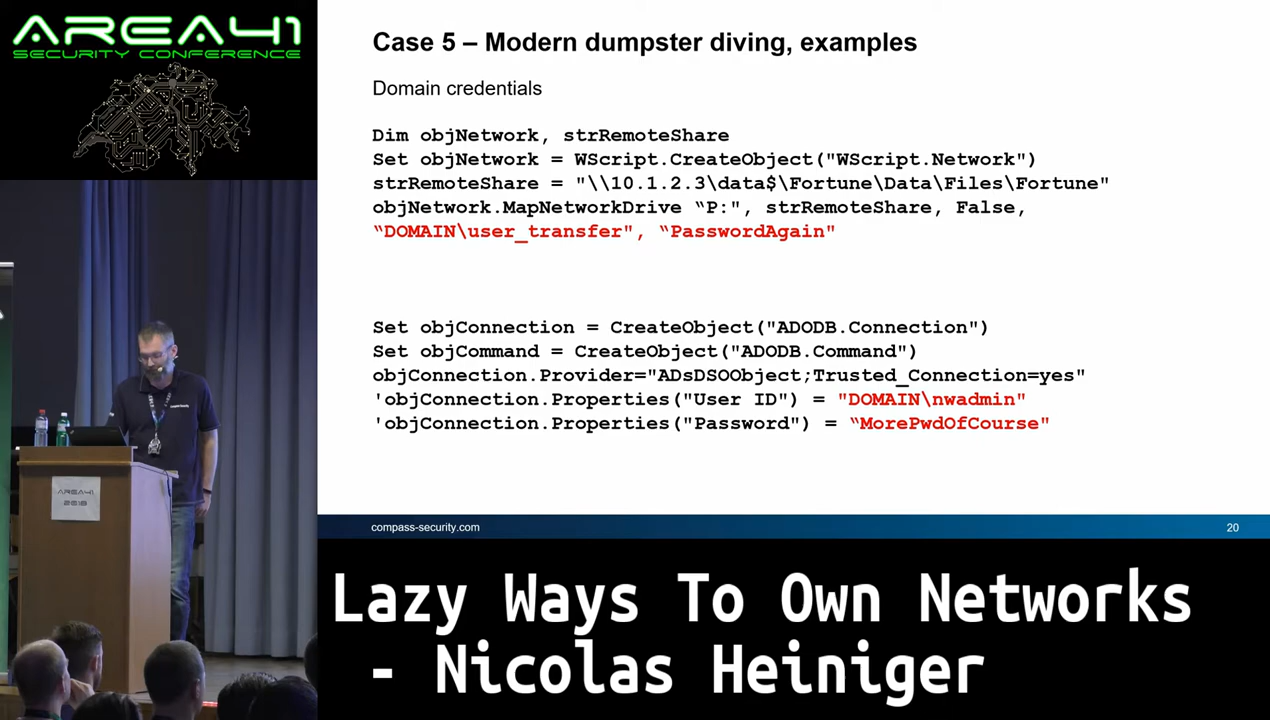 AREA41
SECURITY CONFERENCE
Case 5 – Modern dumpster diving, examples
Domain credentials
Dim objNetwork, strRemoteShare
Set objNetwork = WScript.CreateObject("WScript.Network")
strRemoteShare = "\\10.1.2.3\data$\Fortune\Data\Files\Fortune"
objNetwork.MapNetworkDrive “P:", strRemoteShare, False,
“DOMAIN\user_transfer", “PasswordAgain"
Set objConnection = CreateObject("ADODB.Connection")
Set objCommand = CreateObject("ADODB.Command")
objConnection.Provider="ADsDSOObject;Trusted_Connection=yes"
'objConnection.Properties("User ID") = "DOMAIN\nwadmin"
'objConnection.Properties("Password") = “MorePwdOfCourse"
compass-security.com
20
AREA41
2018
Lazy Ways To Own Networks
- Nicolas Heiniger